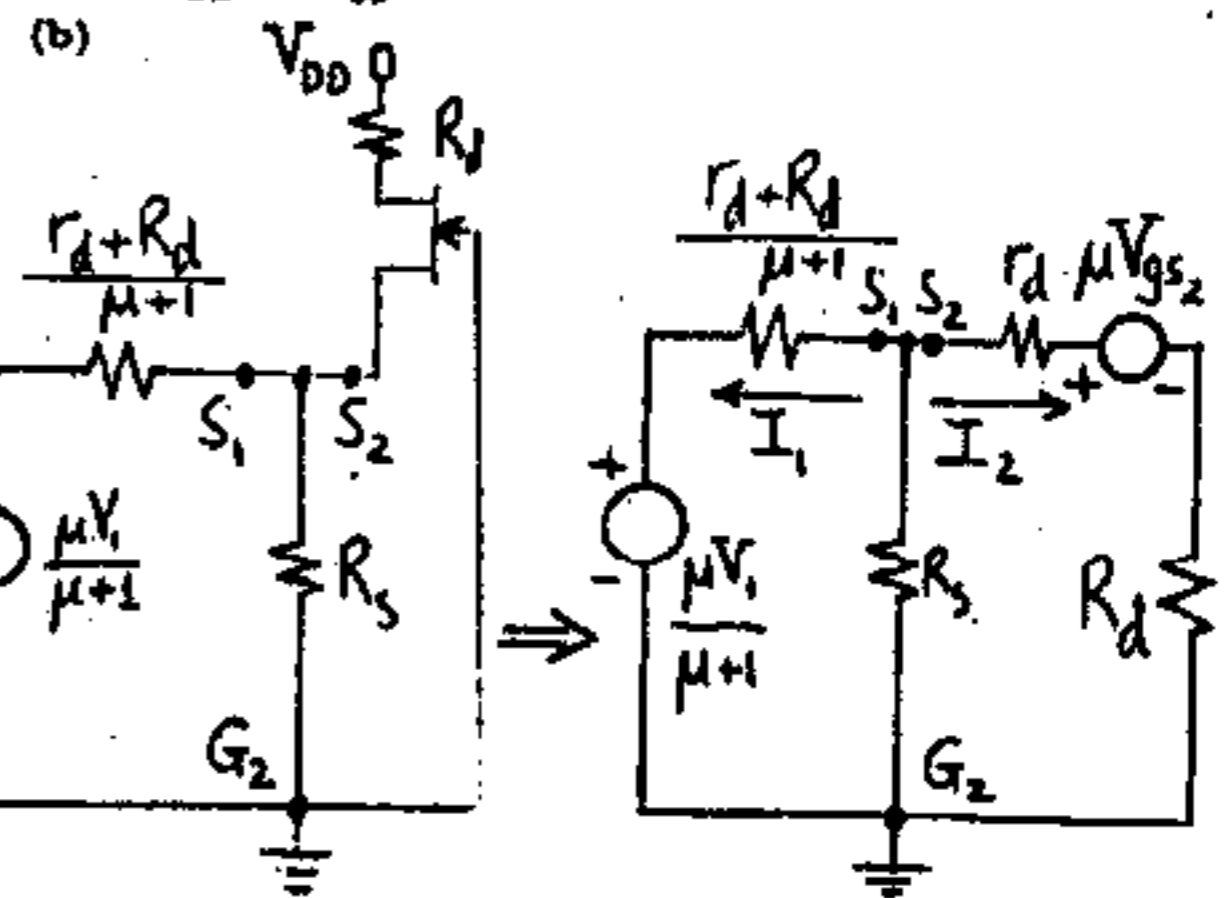 (b)
V_DD
R_d
r_d + R_d
μ+1
S_1
S_2
μV_1
μ+1
R_s
G_2
⇒
r_d + R_d
μ+1
S_1 S_2
r_d
μV_gs2
+ -
I_1
I_2
+
-
μV_1
μ+1
R_s
R_d
G_2